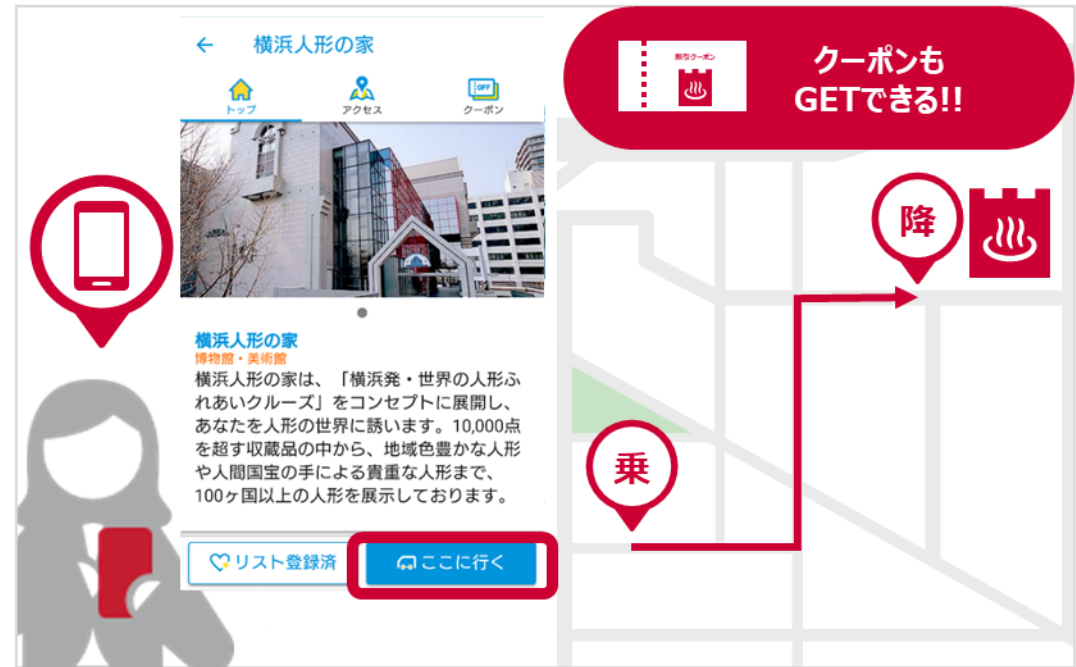 横浜人形の家
トップ
アクセス
OFF
クーポン
横浜人形の家
博物館・美術館
横浜人形の家は、「横浜発・世界の人形ふ
れあいクルーズ」をコンセプトに展開し、
あなたを人形の世界に誘います。10,000点
を超す収蔵品の中から、地域色豊かな人形
や人間国宝の手による貴重な人形まで、
100ヶ国以上の人形を展示しております。
リスト登録済
ここに行く
割引クーポン
クーポンも
GETできる!!
降
乗